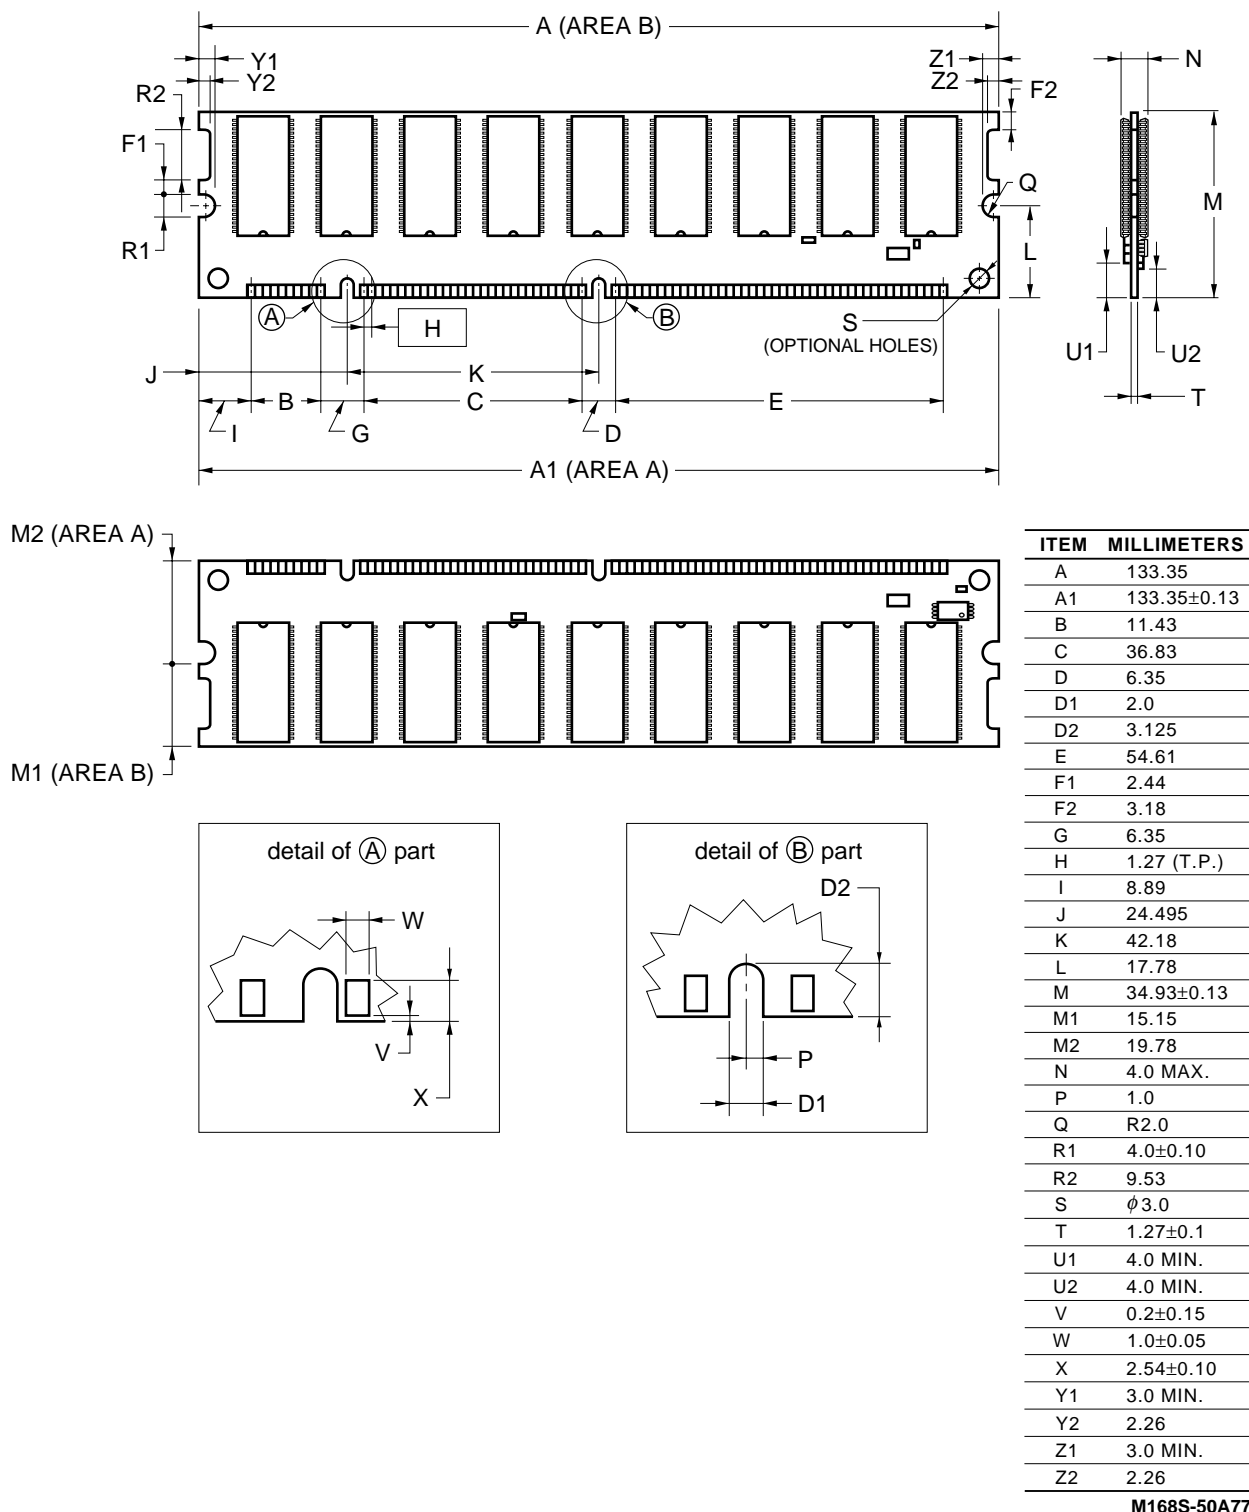 A (AREA B)
Y1
Z1
N
Y2
Z2
R2
F2
F1
Q
M
R1
L
Ⓐ
H
Ⓑ
S
(OPTIONAL HOLES)
U1
U2
J
K
B
C
E
T
I
G
D
A1 (AREA A)
M2 (AREA A)
M1 (AREA B)
detail of Ⓐ part
W
V
X
detail of Ⓑ part
D2
P
D1
ITEM MILLIMETERS
A 133.35
A1 133.35±0.13
B 11.43
C 36.83
D 6.35
D1 2.0
D2 3.125
E 54.61
F1 2.44
F2 3.18
G 6.35
H 1.27 (T.P.)
I 8.89
J 24.495
K 42.18
L 17.78
M 34.93±0.13
M1 15.15
M2 19.78
N 4.0 MAX.
P 1.0
Q R2.0
R1 4.0±0.10
R2 9.53
S ϕ3.0
T 1.27±0.1
U1 4.0 MIN.
U2 4.0 MIN.
V 0.2±0.15
W 1.0±0.05
X 2.54±0.10
Y1 3.0 MIN.
Y2 2.26
Z1 3.0 MIN.
Z2 2.26
M168S-50A77